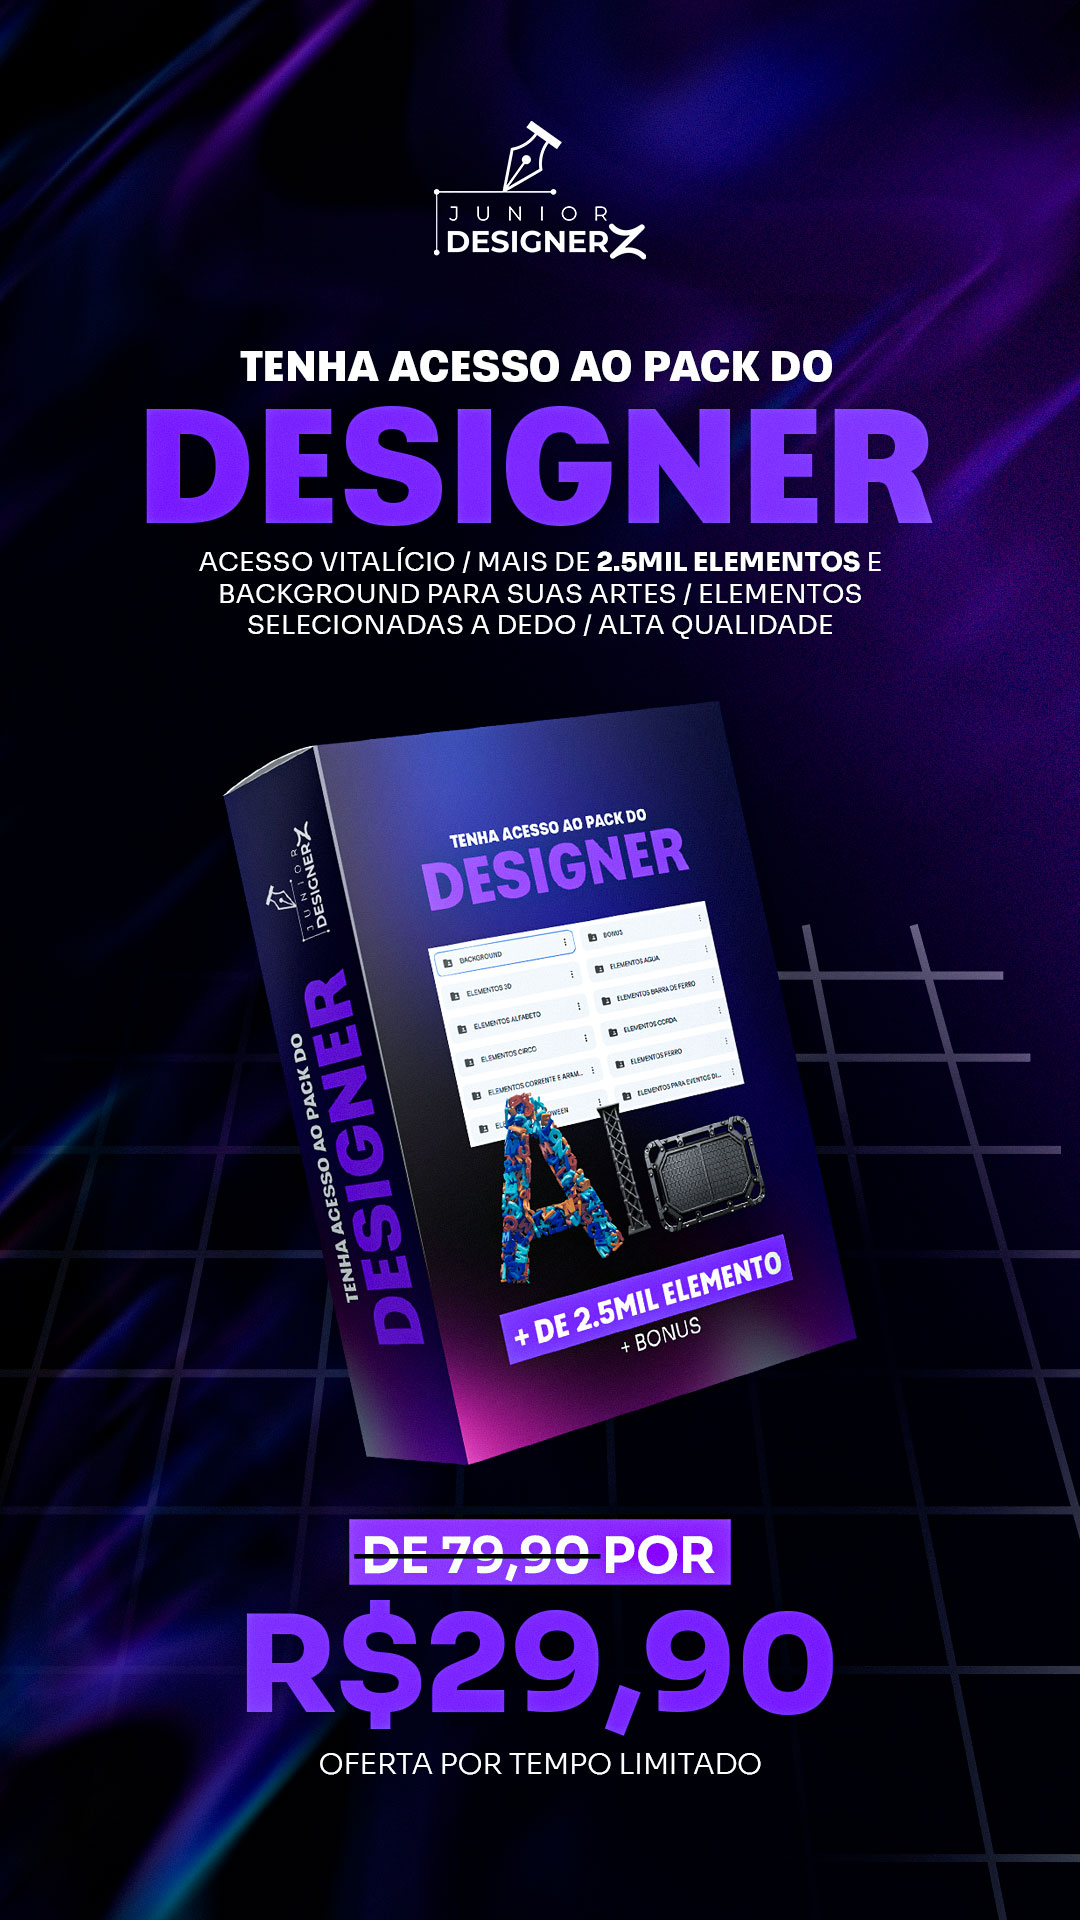 JUNIOR
DESIGNERZ
TENHA ACESSO AO PACK DO
DESIGNER
ACESSO VITALÍCIO / MAIS DE 2.5MIL ELEMENTOS E
BACKGROUND PARA SUAS ARTES / ELEMENTOS
SELECIONADAS A DEDO / ALTA QUALIDADE
JUNIOR
DESIGNERZ
TENHA ACESSO AO PACK DO
DESIGNER
TENHA ACESSO AO PACK DO
DESIGNER
BACKGROUND
BONUS
ELEMENTOS 3D
ELEMENTOS AGUA
ELEMENTOS ALFABETO
ELEMENTOS BARRA DE FERRO
ELEMENTOS CIRCO
ELEMENTOS CORDA
ELEMENTOS CORRENTE E ARAM...
ELEMENTOS FERRO
ELEMENTOS PARA EVENTOS DI...
A
+ DE 2.5MIL ELEMENTO
+ BONUS
DE 79,90 POR
R$29,90
OFERTA POR TEMPO LIMITADO